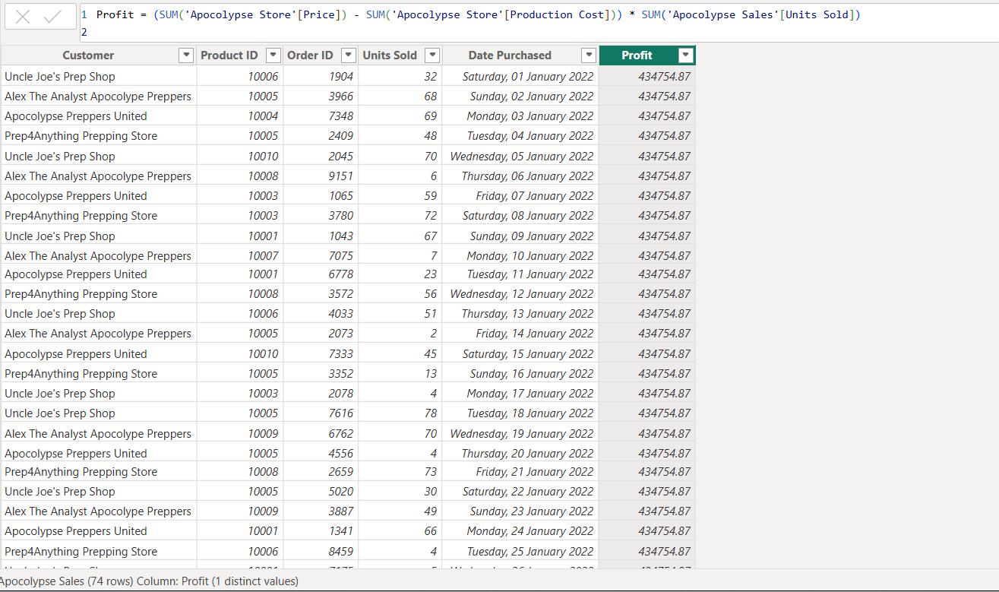 1 Profit = (SUM('Apocolypse Store'[Price]) - SUM('Apocolypse Store'[Production Cost])) * SUM('Apocolypse Sales'[Units Sold])
2
Customer Product ID Order ID Units Sold Date Purchased Profit
Uncle Joe's Prep Shop 10006 1904 32 Saturday, 01 January 2022 434754.87
Alex The Analyst Apocolype Preppers 10005 3966 68 Sunday, 02 January 2022 434754.87
Apocolypse Preppers United 10004 7348 69 Monday, 03 January 2022 434754.87
Prep4Anything Prepping Store 10005 2409 48 Tuesday, 04 January 2022 434754.87
Uncle Joe's Prep Shop 10010 2045 70 Wednesday, 05 January 2022 434754.87
Alex The Analyst Apocolype Preppers 10008 9151 6 Thursday, 06 January 2022 434754.87
Apocolypse Preppers United 10003 1065 59 Friday, 07 January 2022 434754.87
Prep4Anything Prepping Store 10003 3780 72 Saturday, 08 January 2022 434754.87
Uncle Joe's Prep Shop 10001 1043 67 Sunday, 09 January 2022 434754.87
Alex The Analyst Apocolype Preppers 10007 7075 7 Monday, 10 January 2022 434754.87
Apocolypse Preppers United 10001 6778 23 Tuesday, 11 January 2022 434754.87
Prep4Anything Prepping Store 10008 3572 56 Wednesday, 12 January 2022 434754.87
Uncle Joe's Prep Shop 10006 4033 51 Thursday, 13 January 2022 434754.87
Alex The Analyst Apocolype Preppers 10005 2073 2 Friday, 14 January 2022 434754.87
Apocolypse Preppers United 10010 7333 45 Saturday, 15 January 2022 434754.87
Prep4Anything Prepping Store 10005 3352 13 Sunday, 16 January 2022 434754.87
Uncle Joe's Prep Shop 10003 2078 4 Monday, 17 January 2022 434754.87
Uncle Joe's Prep Shop 10005 7616 78 Tuesday, 18 January 2022 434754.87
Alex The Analyst Apocolype Preppers 10009 6762 70 Wednesday, 19 January 2022 434754.87
Apocolypse Preppers United 10005 4556 4 Thursday, 20 January 2022 434754.87
Prep4Anything Prepping Store 10008 2659 73 Friday, 21 January 2022 434754.87
Uncle Joe's Prep Shop 10005 5020 30 Saturday, 22 January 2022 434754.87
Alex The Analyst Apocolype Preppers 10009 3887 49 Sunday, 23 January 2022 434754.87
Apocolypse Preppers United 10001 1341 66 Monday, 24 January 2022 434754.87
Prep4Anything Prepping Store 10006 8459 4 Tuesday, 25 January 2022 434754.87
Apocolypse Sales (74 rows) Column: Profit (1 distinct values)